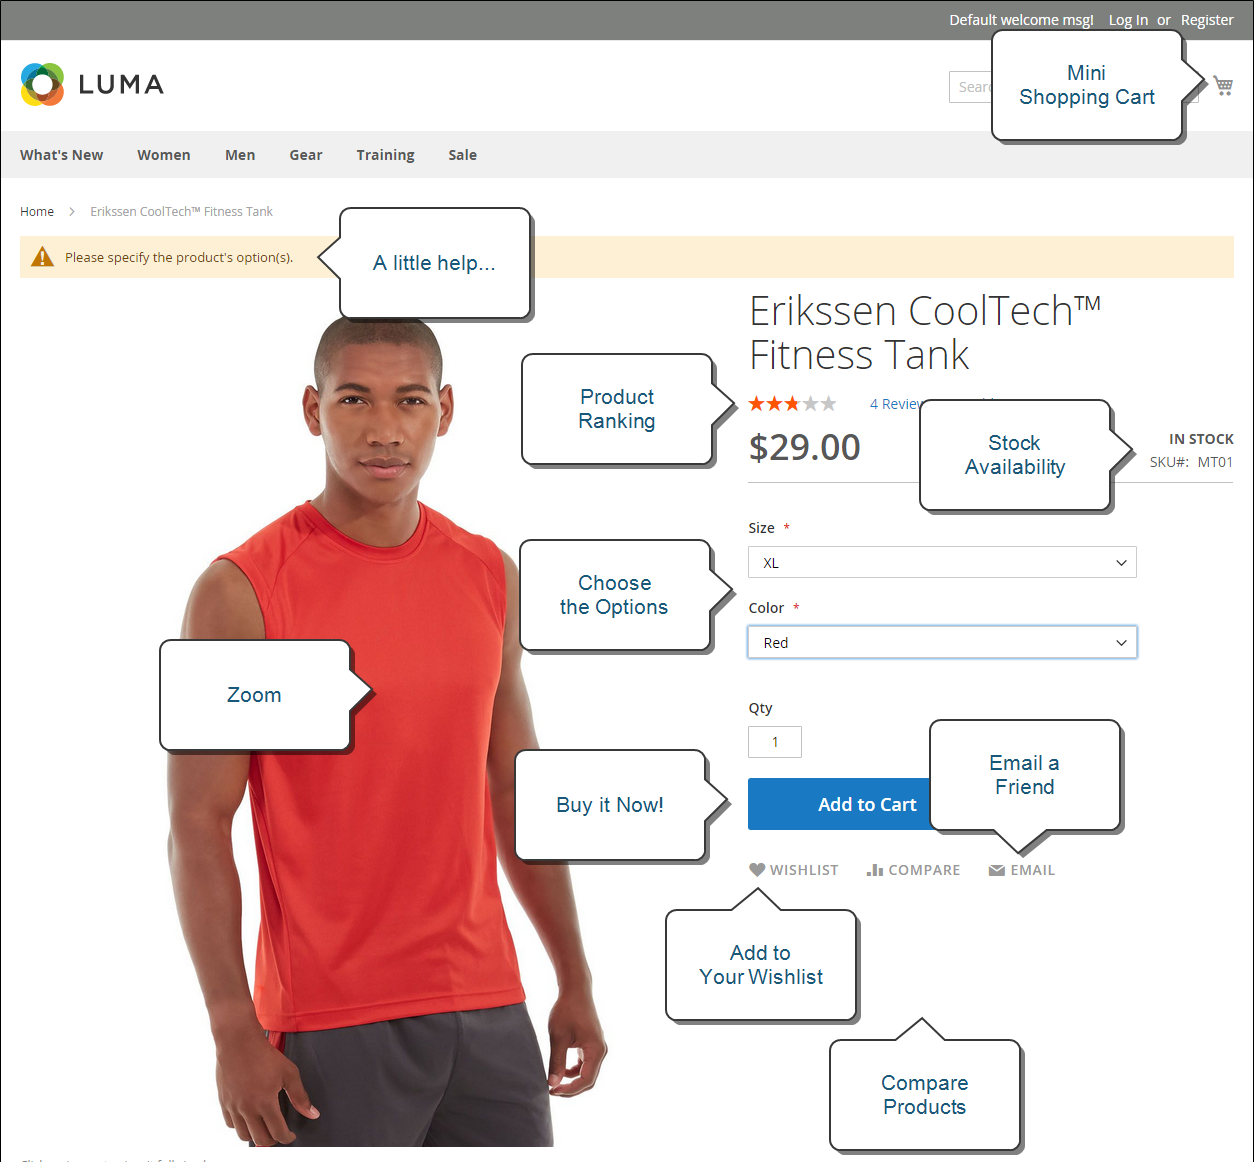 Default welcome msg! Log In or Register
LUMA
Mini
Shopping Cart
What's New Women Men Gear Training Sale
Home > Erikssen CoolTech™ Fitness Tank
Please specify the product's option(s).
A little help...
Erikssen CoolTech™
Fitness Tank
Product
Ranking
4
$29.00
Stock
Availability
IN STOCK
SKU#: MT01
Size *
XL
Choose
the Options
Color *
Red
Zoom
Qty
1
Buy it Now!
Add to Cart
Email a
Friend
WISHLIST COMPARE EMAIL
Add to
Your Wishlist
Compare
Products